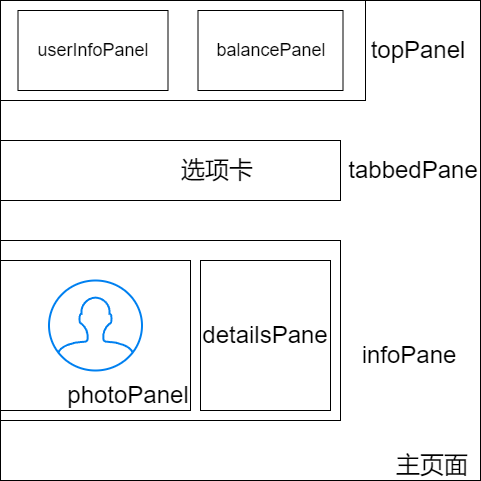 userInfoPanel
balancePanel
topPanel
选项卡
tabbedPane
detailsPane
infoPane
photoPanel
主页面